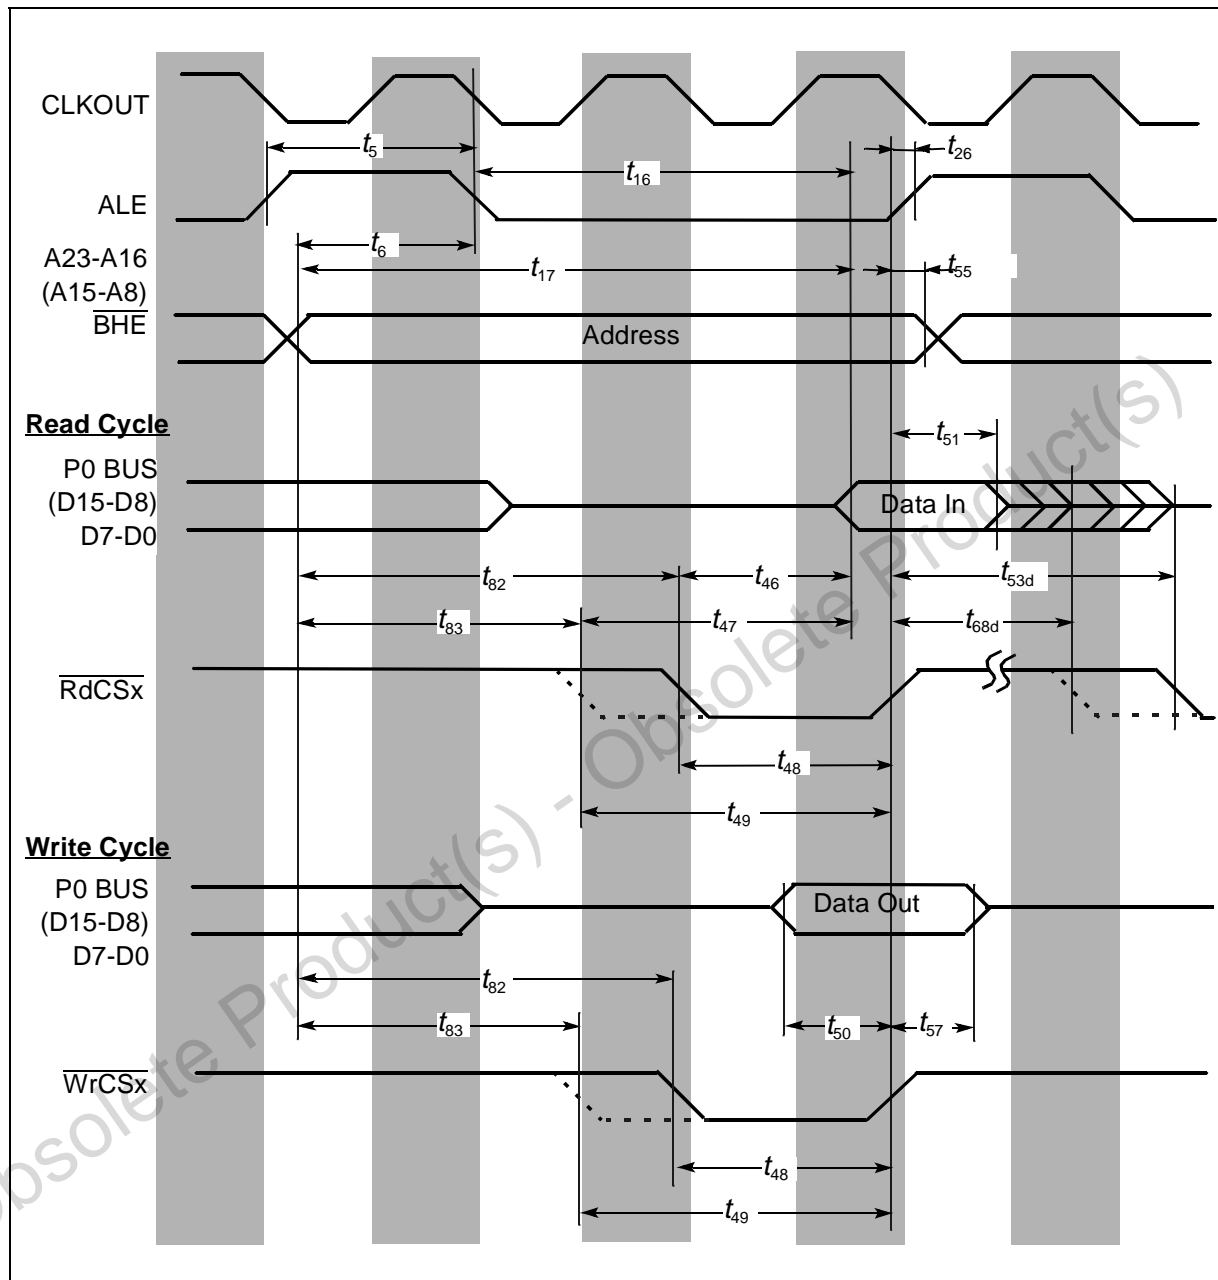 CLKOUT
t5
t26
t16
ALE
t6
A23-A16
t17
t55
(A15-A8)
BHE
Address
Read Cycle
t51
P0 BUS
(D15-D8)
Data In
D7-D0
t82
t46
t53d
t83
t47
t68d
RdCSx
t48
t49
Write Cycle
P0 BUS
(D15-D8)
Data Out
D7-D0
t82
t83
t50
t57
WrCSx
t48
t49
Obsolete Product(s) - Obsolete Product(s)